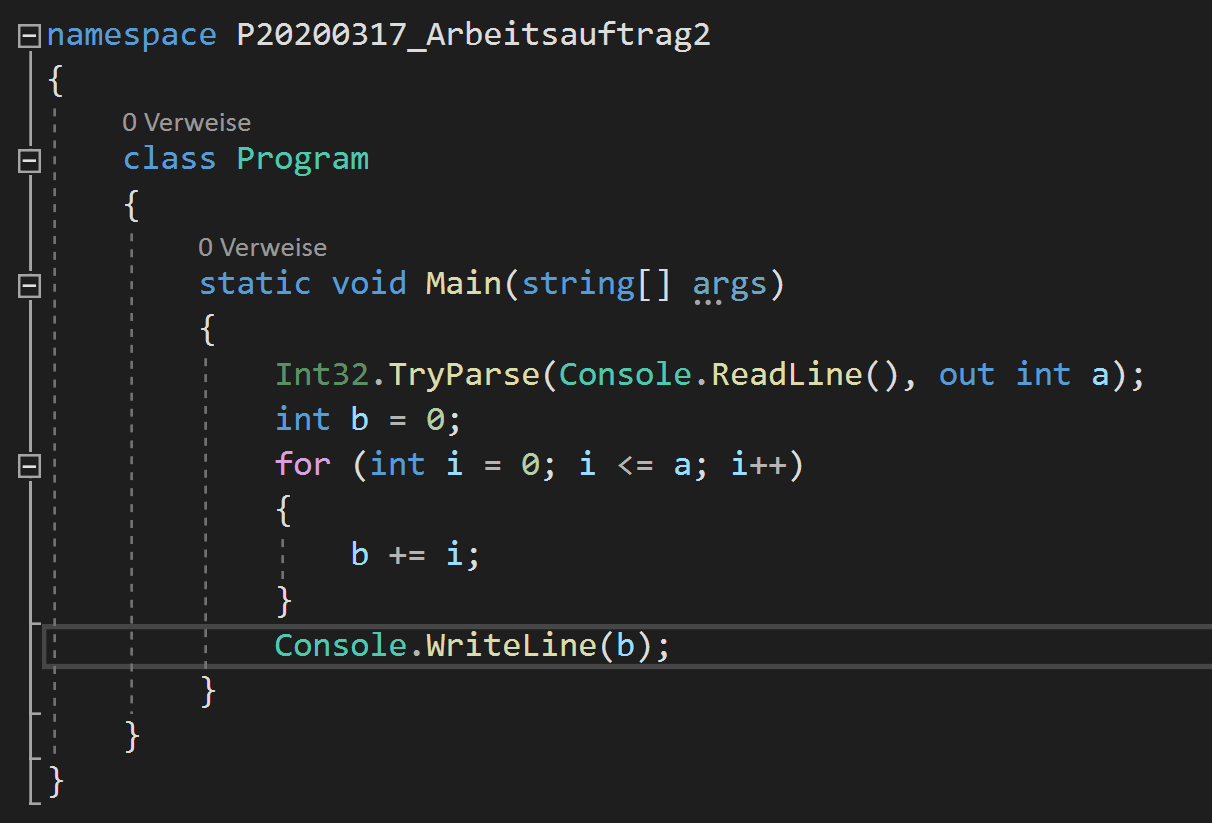 namespace P20200317_Arbeitsauftrag2
{
0 Verweise
class Program
{
0 Verweise
static void Main(string[] args)
{
Int32.TryParse(Console.ReadLine(), out int a);
int b = 0;
for (int i = 0; i <= a; i++)
{
b += i;
}
Console.WriteLine(b);
}
}
}